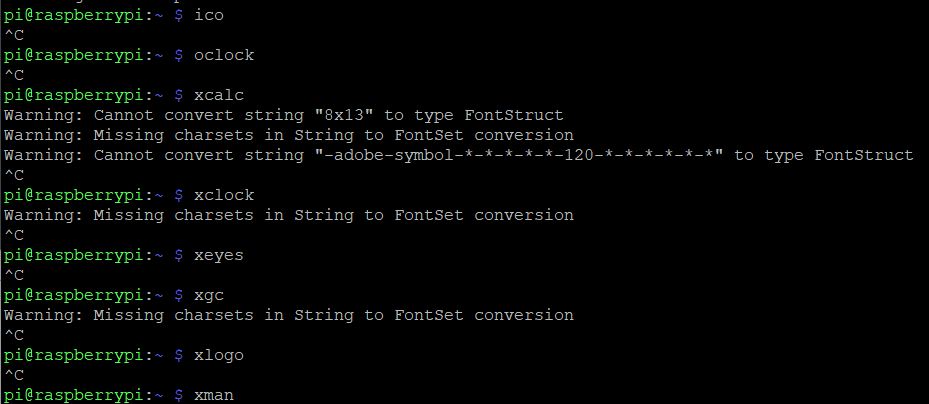 pi@raspberrypi:~ $ ico
^C
pi@raspberrypi:~ $ oclock
^C
pi@raspberrypi:~ $ xcalc
Warning: Cannot convert string "8x13" to type FontStruct
Warning: Missing charsets in String to FontSet conversion
Warning: Cannot convert string "-adobe-symbol-*-*-*-*-*-120-*-*-*-*-*-*" to type FontStruct
^C
pi@raspberrypi:~ $ xclock
Warning: Missing charsets in String to FontSet conversion
^C
pi@raspberrypi:~ $ xeyes
^C
pi@raspberrypi:~ $ xgc
Warning: Missing charsets in String to FontSet conversion
^C
pi@raspberrypi:~ $ xlogo
^C
pi@raspberrypi:~ $ xman